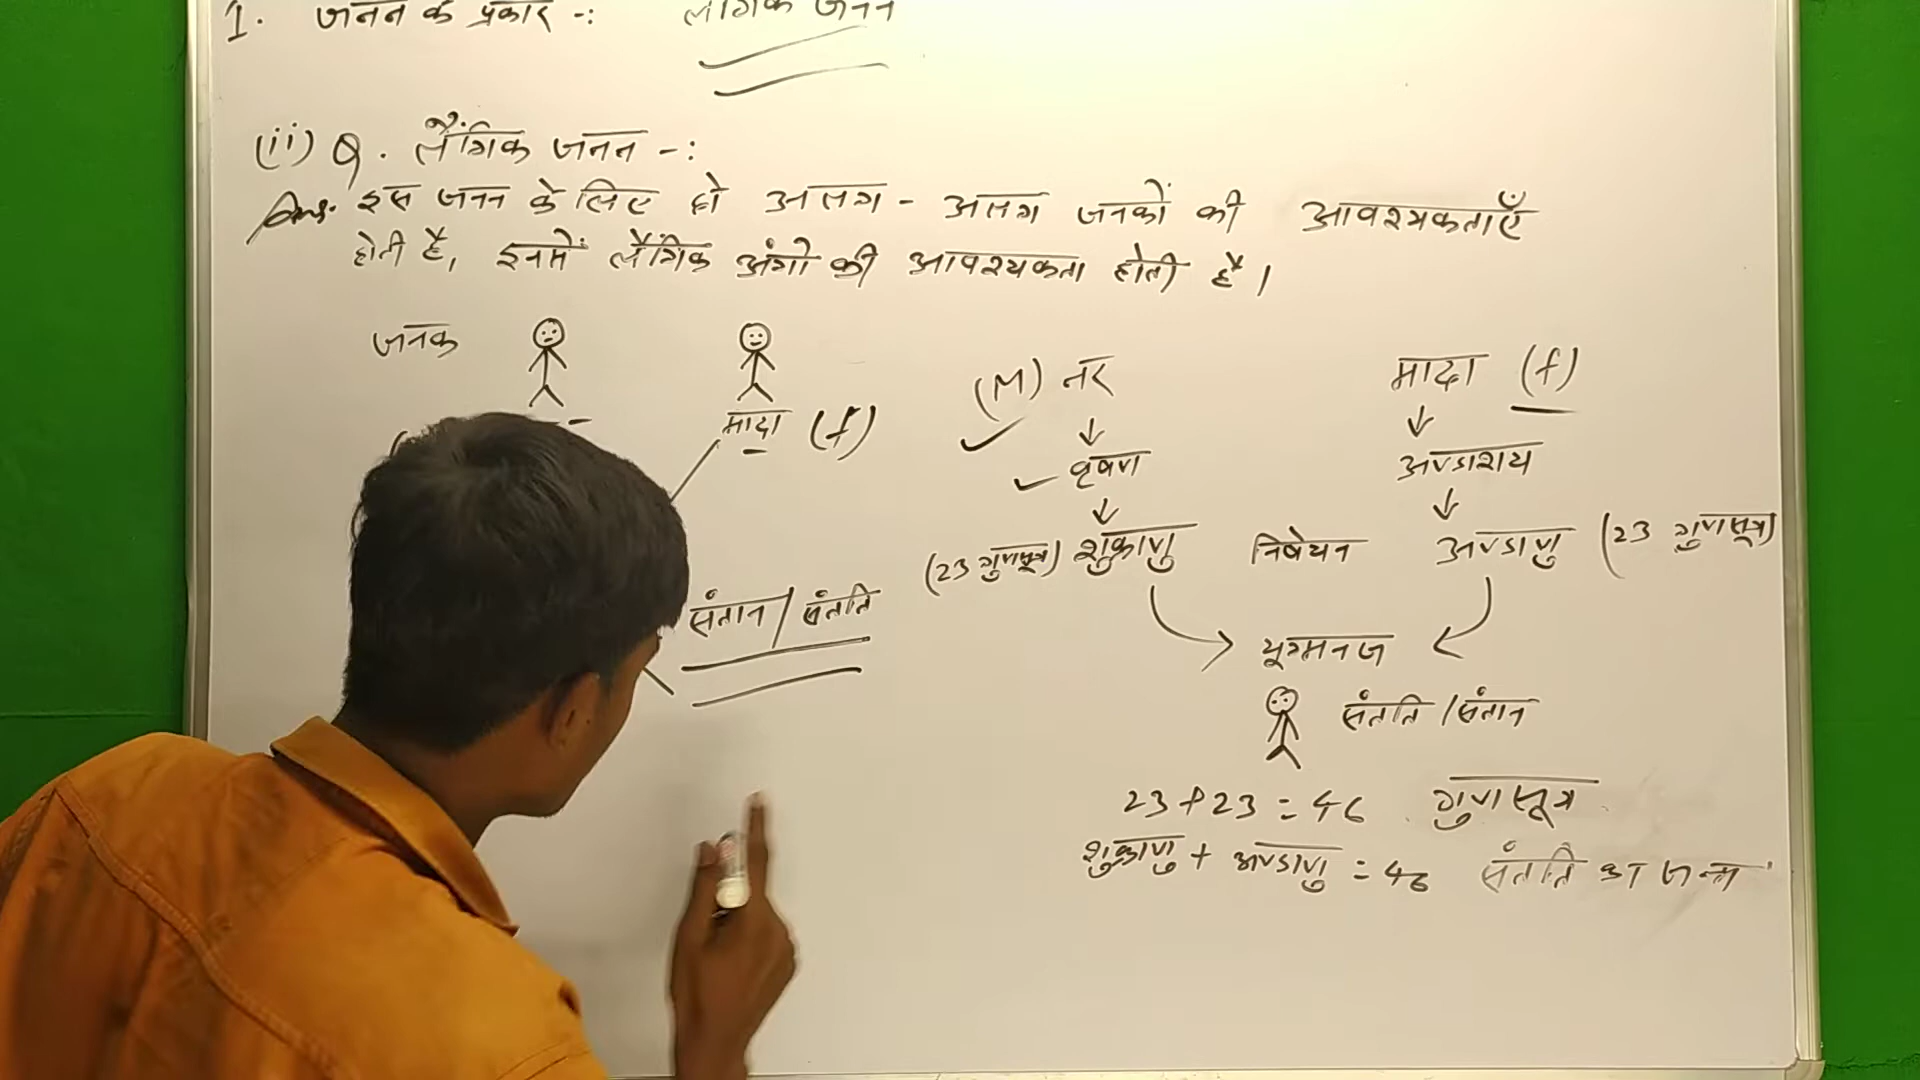 1. जनन के प्रकार -: लैंगिक जनन
(ii) Q. लैंगिक जनन -:
Ans. इस जनन के लिए दो अलग - अलग जनकों की आवश्यकताएँ
होती है, इनमें लैंगिक अंगो की आवश्यकता होती है।
जनक
मादा (f)
संतान / संतति
(M) नर
मादा (f)
वृषण
अण्डाशय
(23 गुणसूत्र) शुक्राणु निषेचन अण्डाणु (23 गुणसूत्र)
युग्मनज
संतति / संतान
23 + 23 = 46 गुणसूत्र
शुक्राणु + अण्डाणु = 46 संतति का जन्म